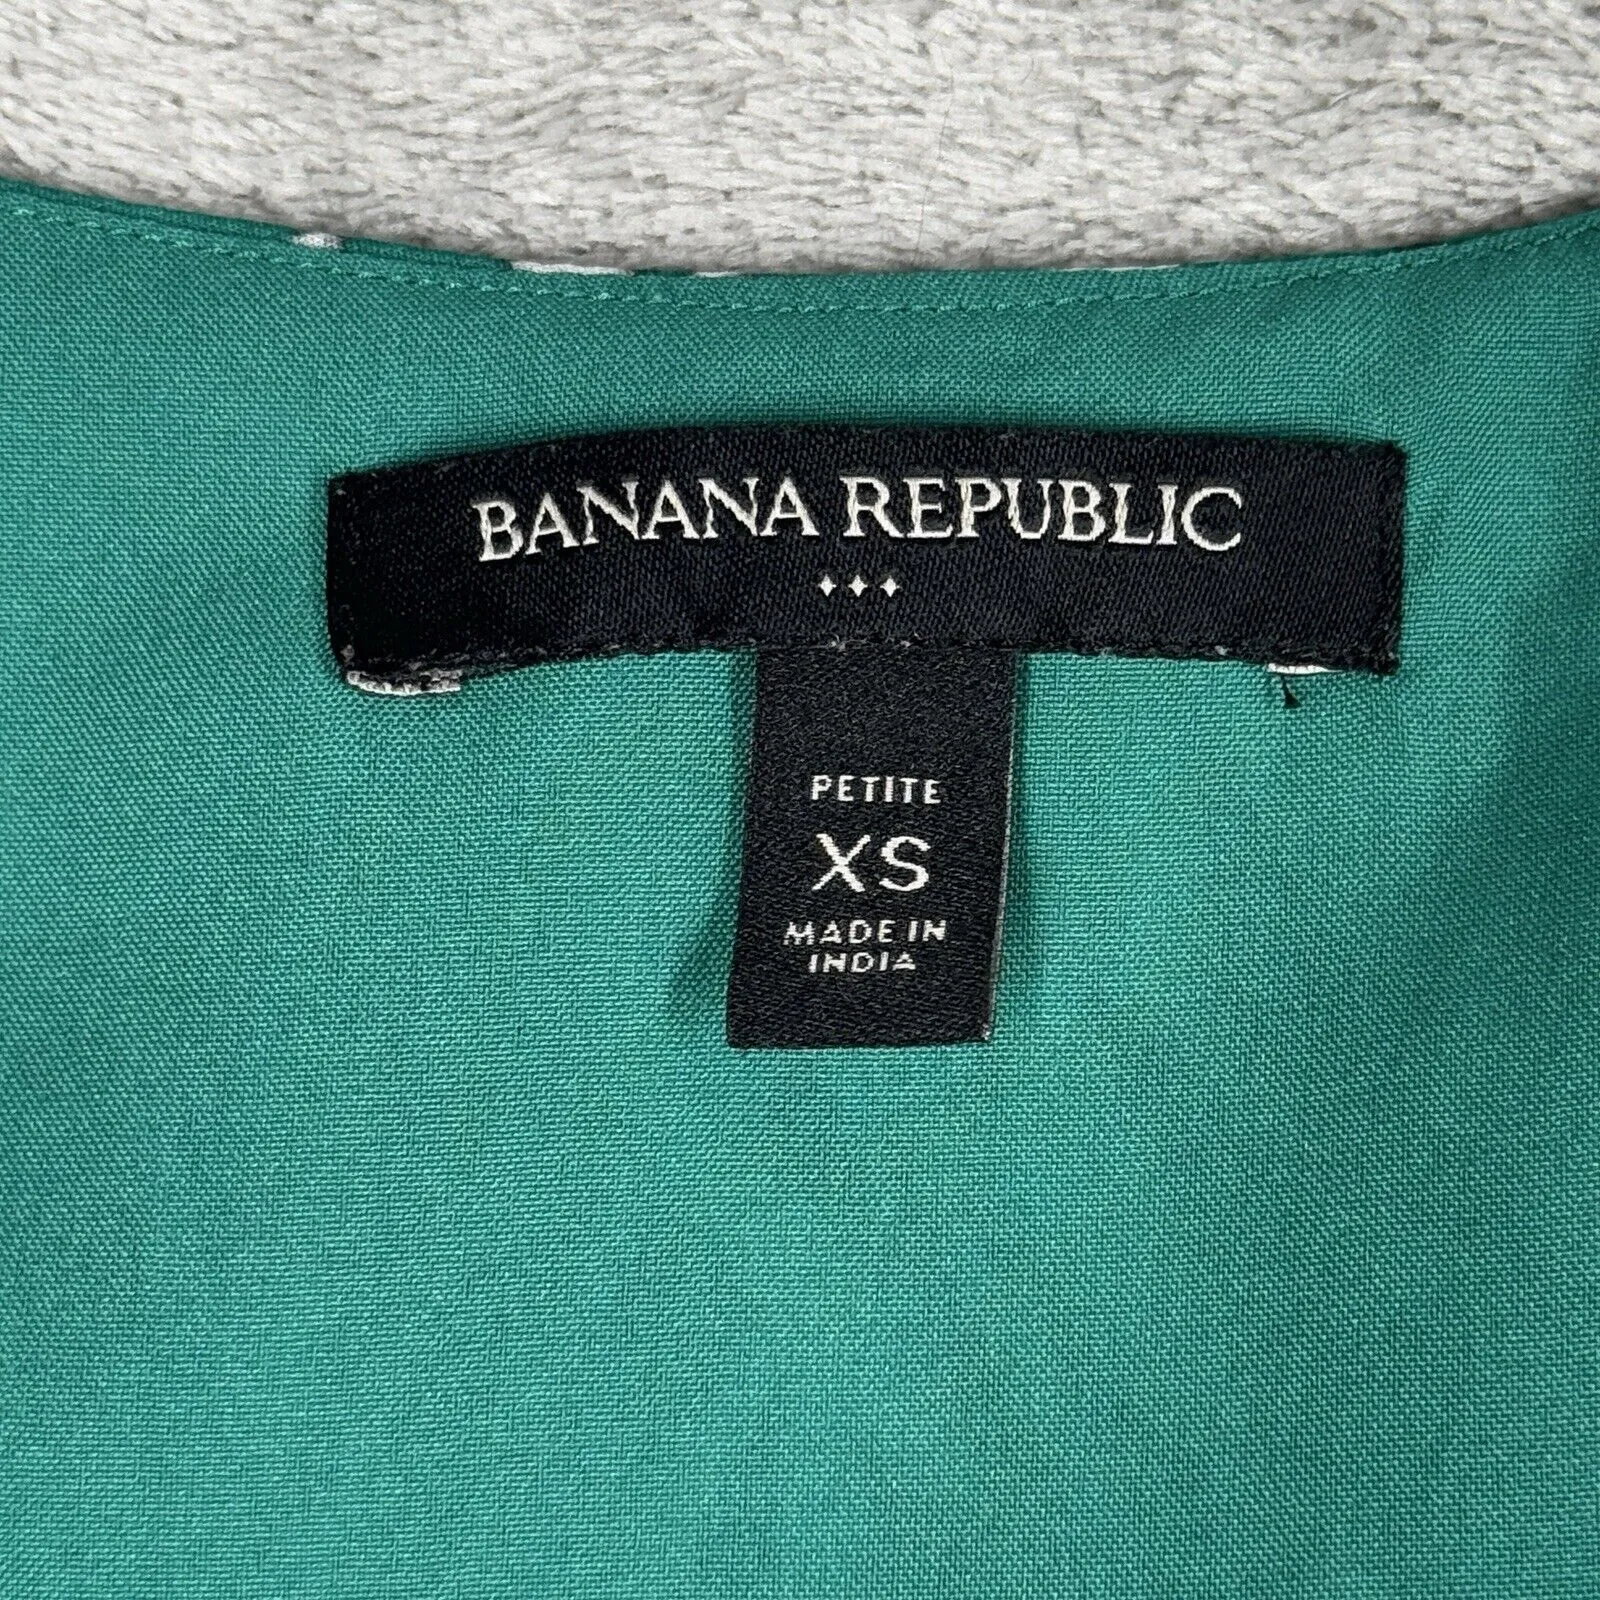 BANANA REPUBLIC
PETITE
XS
MADE IN
INDIA